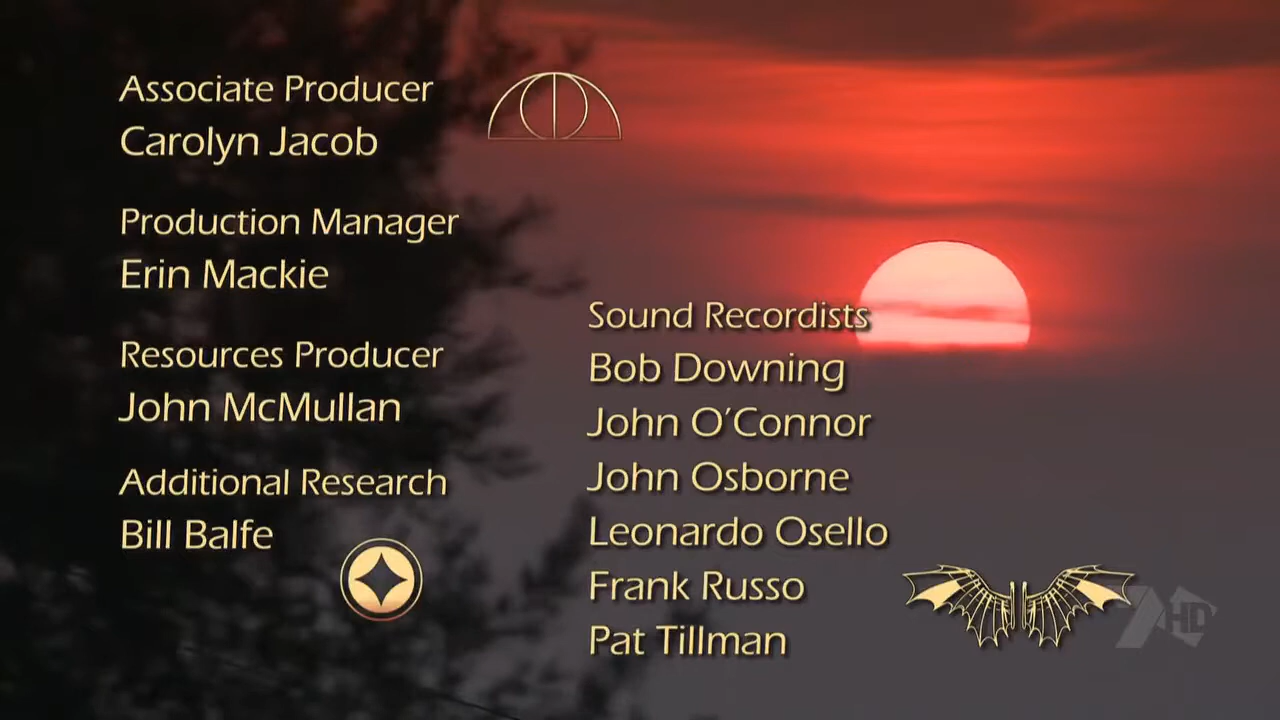 Associate Producer
Carolyn Jacob
Production Manager
Erin Mackie
Resources Producer
John McMullan
Additional Research
Bill Balfe
Sound Recordists
Bob Downing
John O'Connor
John Osborne
Leonardo Osello
Frank Russo
Pat Tillman
7HD